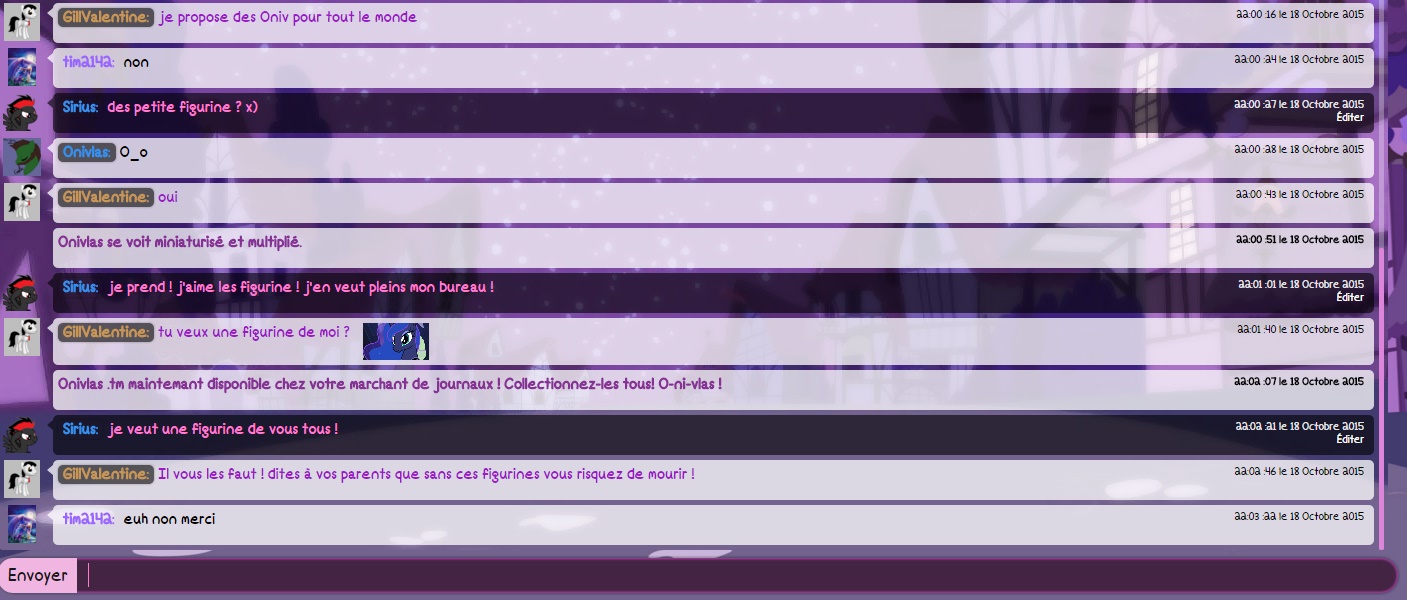 GillValentine: je propose des Oniv pour tout le monde 22:00 :16 le 18 Octobre 2015
tima142: non 22:00 :24 le 18 Octobre 2015
Sirius: des petite figurine ? x) 22:00 :27 le 18 Octobre 2015
Éditer
Onivlas: O_o 22:00 :28 le 18 Octobre 2015
GillValentine: oui 22:00 :43 le 18 Octobre 2015
Onivlas se voit miniaturisé et multiplié. 22:00 :51 le 18 Octobre 2015
Sirius: je prend ! j'aime les figurine ! j'en veut pleins mon bureau ! 22:01 :01 le 18 Octobre 2015
Éditer
GillValentine: tu veux une figurine de moi ? 22:01 :40 le 18 Octobre 2015
Onivlas .tm maintemant disponible chez votre marchant de journaux ! Collectionnez-les tous! O-ni-vlas ! 22:02 :07 le 18 Octobre 2015
Sirius: je veut une figurine de vous tous ! 22:02 :21 le 18 Octobre 2015
Éditer
GillValentine: Il vous les faut ! dites à vos parents que sans ces figurines vous risquez de mourir ! 22:02 :46 le 18 Octobre 2015
tima142: euh non merci 22:03 :22 le 18 Octobre 2015
Envoyer